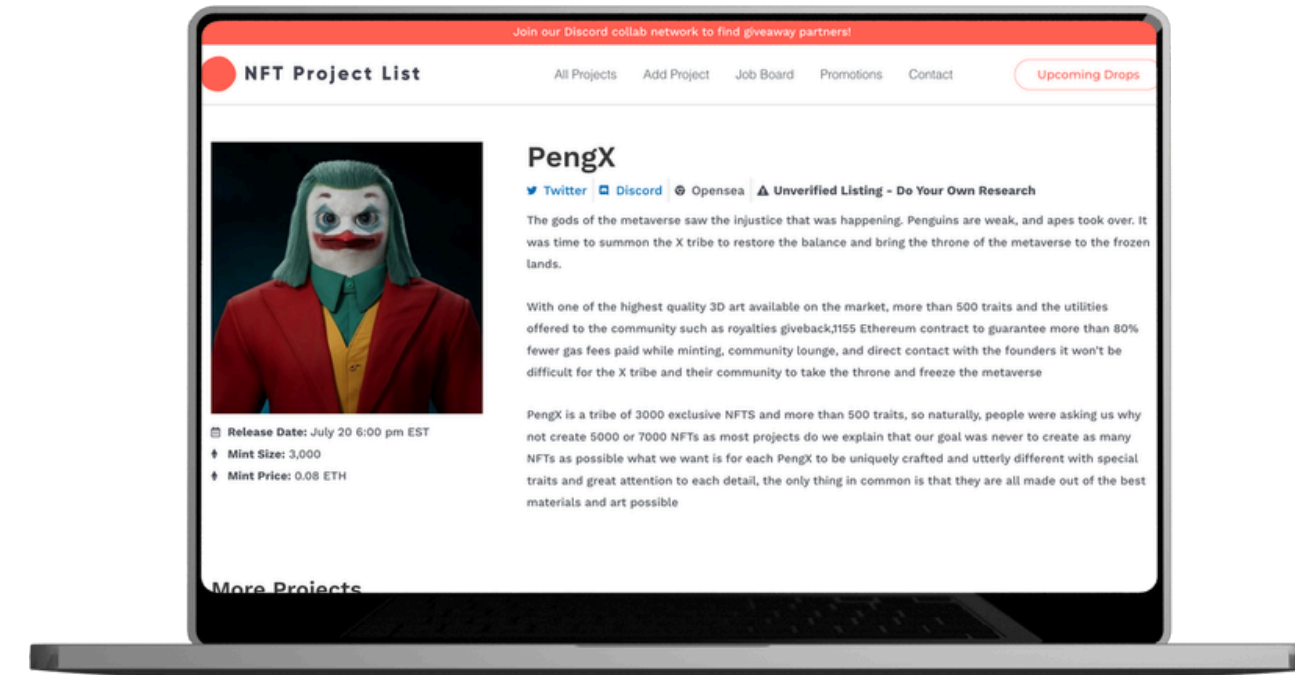 Join our Discord collab network to find giveaway partners!
NFT Project List
All Projects
Add Project
Job Board
Promotions
Contact
Upcoming Drops
PengX
Twitter
Discord
Opensea
Unverified Listing - Do Your Own Research
The gods of the metaverse saw the injustice that was happening. Penguins are weak, and apes took over. It
was time to summon the X tribe to restore the balance and bring the throne of the metaverse to the frozen
lands.
With one of the highest quality 3D art available on the market, more than 500 traits and the utilities
offered to the community such as royalties giveback,1155 Ethereum contract to guarantee more than 80%
fewer gas fees paid while minting, community lounge, and direct contact with the founders it won't be
difficult for the X tribe and their community to take the throne and freeze the metaverse
PengX is a tribe of 3000 exclusive NFTS and more than 500 traits, so naturally, people were asking us why
not create 5000 or 7000 NFTs as most projects do we explain that our goal was never to create as many
NFTs as possible what we want is for each PengX to be uniquely crafted and utterly different with special
traits and great attention to each detail, the only thing in common is that they are all made out of the best
materials and art possible
Release Date: July 20 6:00 pm EST
Mint Size: 3,000
Mint Price: 0.08 ETH
More Projects